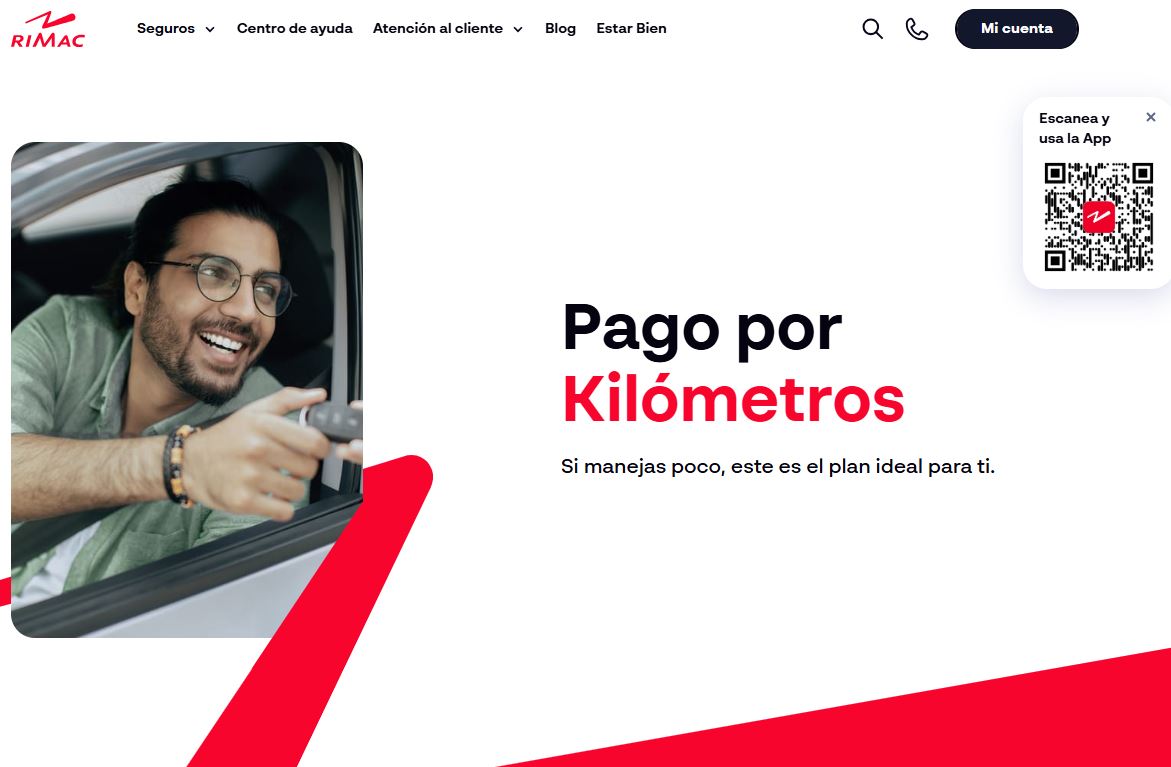 RIMAC
Seguros
Centro de ayuda
Atención al cliente
Blog
Estar Bien
Mi cuenta
Escanea y
usa la App
Pago por
Kilómetros
Si manejas poco, este es el plan ideal para ti.